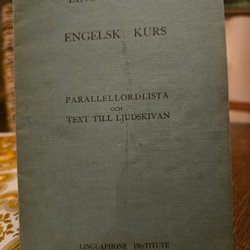 ENGELSK KURS
PARALLELLORDLISTA
OCH
TEXT TILL LJUDSKIVAN
LINGUAPHONE INSTITUTE